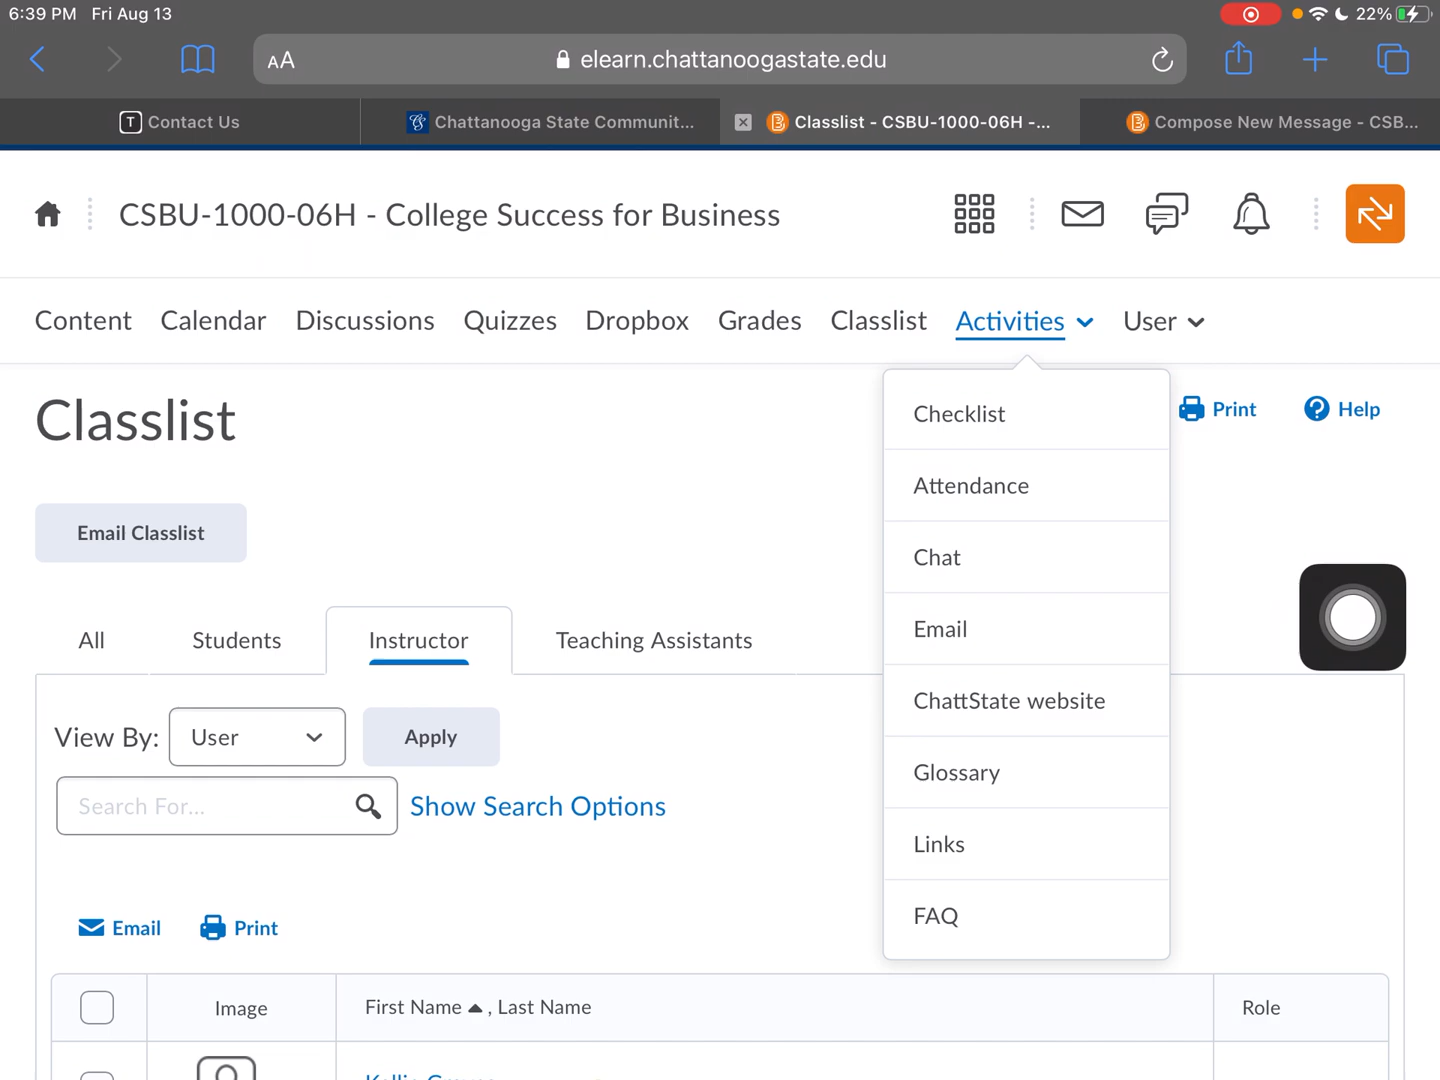 6:39 PM Fri Aug 13
22%
AA
elearn.chattanoogastate.edu
T Contact Us
Chattanooga State Communit...
Classlist - CSBU-1000-06H -...
Compose New Message - CSB...
CSBU-1000-06H - College Success for Business
Content Calendar Discussions Quizzes Dropbox Grades Classlist Activities User
Classlist
Print
Help
Checklist
Attendance
Chat
Email
ChattState website
Glossary
Links
FAQ
Email Classlist
All Students Instructor Teaching Assistants
View By: User Apply
Search For... Show Search Options
Email Print
Image First Name , Last Name Role